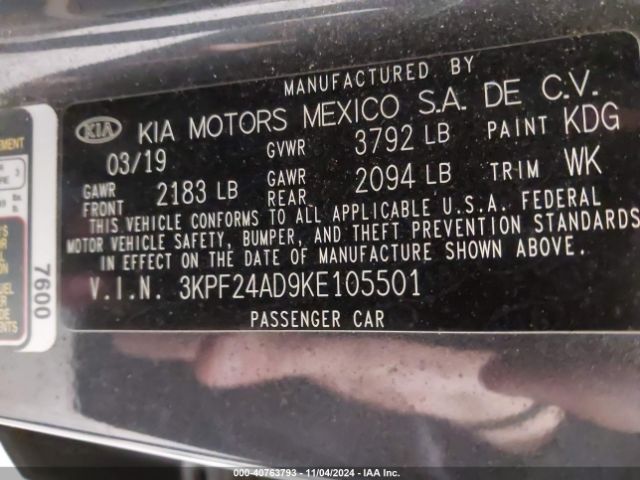 MANUFACTURED BY
KIA KIA MOTORS MEXICO S.A. DE C.V.
03/19 GVWR 3792 LB PAINT KDG
GAWR FRONT 2183 LB GAWR REAR 2094 LB TRIM WK
THIS VEHICLE CONFORMS TO ALL APPLICABLE U.S.A. FEDERAL
MOTOR VEHICLE SAFETY, BUMPER, AND THEFT PREVENTION STANDARDS
IN EFFECT ON THE DATE OF MANUFACTURE SHOWN ABOVE.
V.I.N. 3KPF24AD9KE105501
PASSENGER CAR
7600
000-40763793 - 11/04/2024 - IAA Inc.